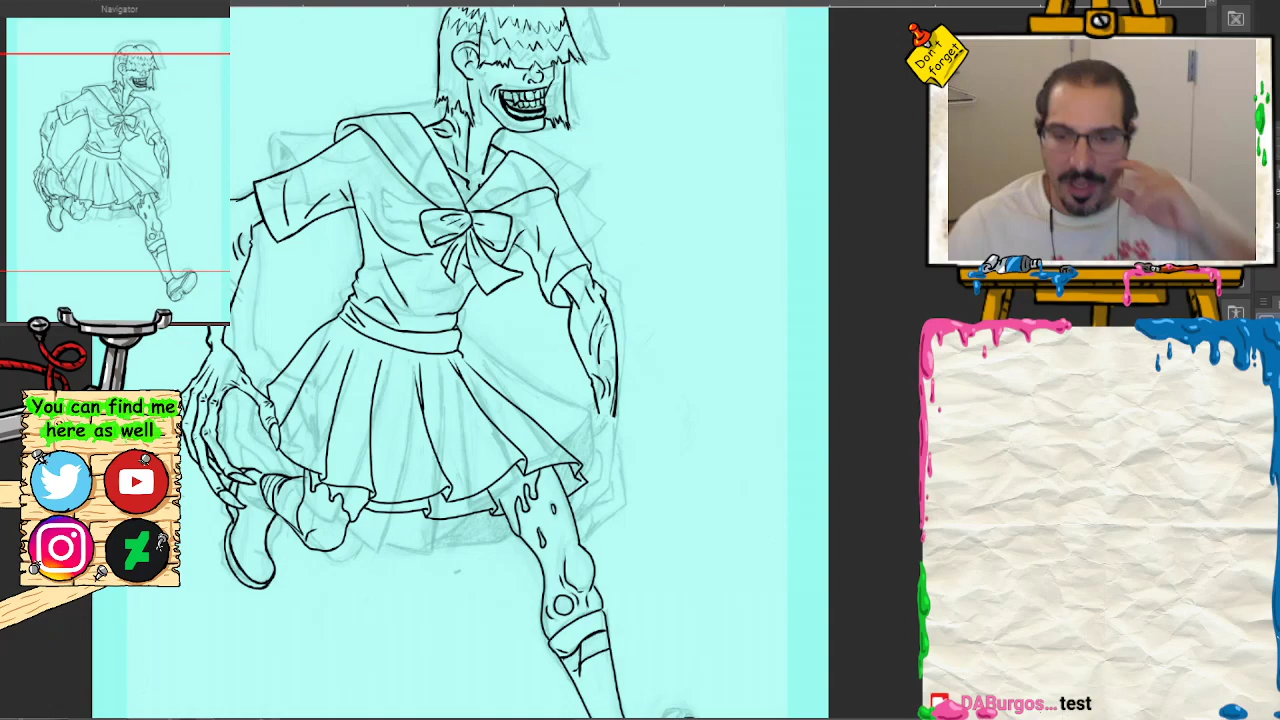 Navigator
Don't
forget
You can find me
here as well
DABurgos... test